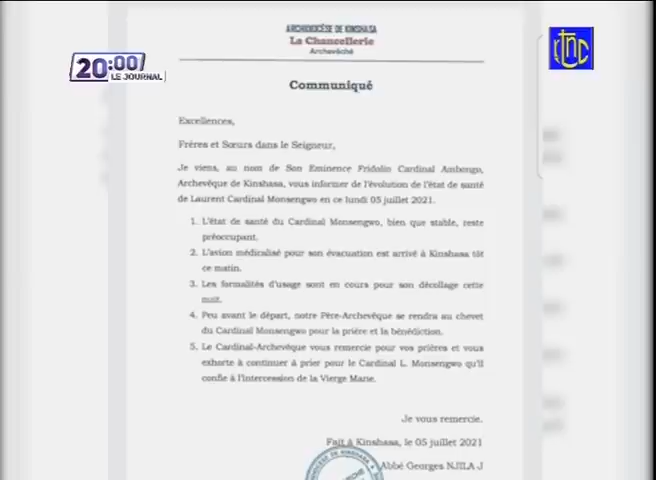 ARCHIDIOCÈSE DE KINSHASA
La Chancellerie
Archevêché
20:00
LE JOURNAL
rtnc
Communiqué
Excellences,
Frères et Sœurs dans le Seigneur,
Je viens, au nom de Son Eminence Fridolin Cardinal Ambongo,
Archevêque de Kinshasa, vous informer de l'évolution de l'état de santé
de Laurent Cardinal Monsengwo en ce lundi 05 juillet 2021.
1. L'état de santé du Cardinal Monsengwo, bien que stable, reste
préoccupant.
2. L'avion médicalisé pour son évacuation est arrivé à Kinshasa tôt
ce matin.
3. Les formalités d'usage sont en cours pour son décollage cette
nuit.
4. Peu avant le départ, notre Père-Archevêque se rendra au chevet
du Cardinal Monsengwo pour la prière et la bénédiction.
5. Le Cardinal-Archevêque vous remercie pour vos prières et vous
exhorte à continuer à prier pour le Cardinal L. Monsengwo qu'il
confie à l'intercession de la Vierge Marie.
Je vous remercie.
Fait à Kinshasa, le 05 juillet 2021
Abbé Georges NJILA J
DIOCÈSE DE KINSHASA